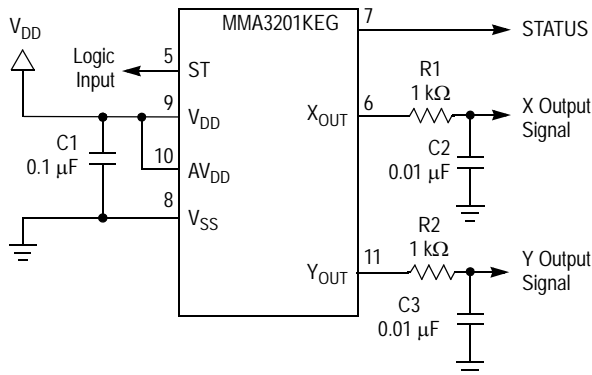 V_DD
MMA3201KEG
7
STATUS
Logic
Input
5
ST
R1
1 kΩ
9
V_DD
X_OUT
6
X Output
Signal
C1
0.1 μF
10
AV_DD
C2
0.01 μF
8
V_SS
R2
1 kΩ
Y_OUT
11
Y Output
Signal
C3
0.01 μF